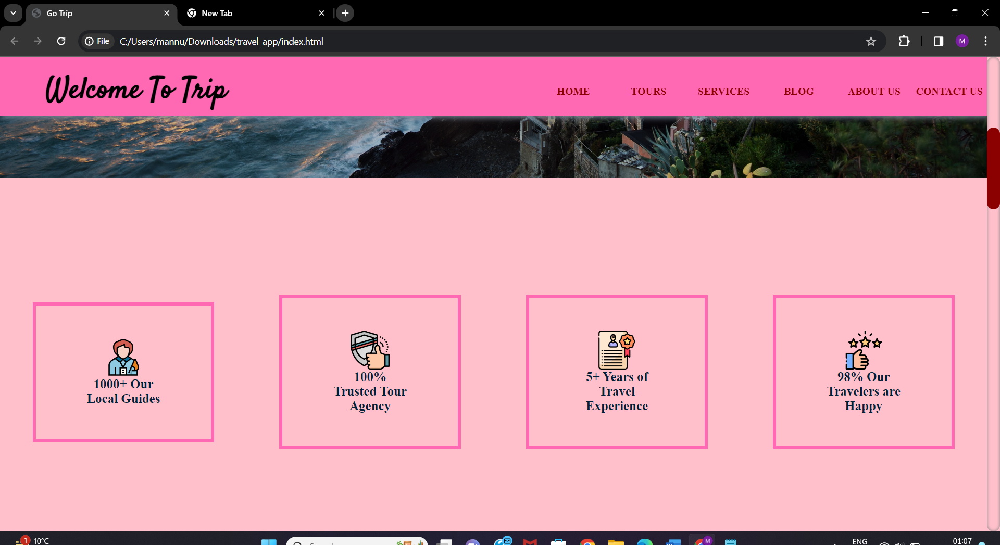 Go Trip
New Tab
File
C:/Users/mannu/Downloads/travel_app/index.html
M
Welcome To Trip
HOME TOURS SERVICES BLOG ABOUT US CONTACT US
1000+ Our
Local Guides
100%
Trusted Tour
Agency
5+ Years of
Travel
Experience
98% Our
Travelers are
Happy
1
10°C
M
ENG
01:07